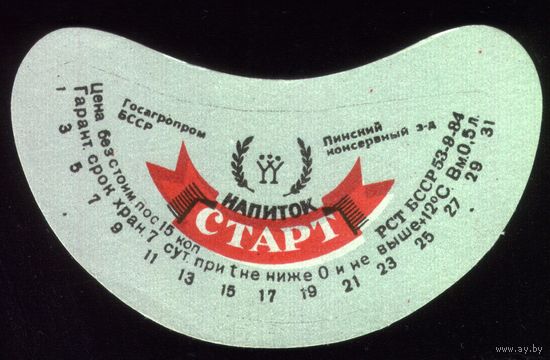 Госагропром
БССР
Пинский
консервный з-д
НАПИТОК
СТАРТ
Цена без стоим. пос. 15 коп
РСТ БССР 53-9-84
Гарант. срок хран. 7 сут. при t не ниже 0 и не выше +12°С Вм. 0,5 л.
1 3 5 7 9 11 13 15 17 19 21 23 25 27 29 31
www.ay.by